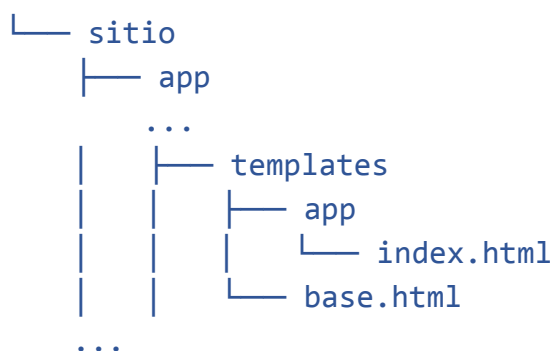 └── sitio
├── app
...
│ ├── templates
│ │ ├── app
│ │ │ └── index.html
│ │ └── base.html
...